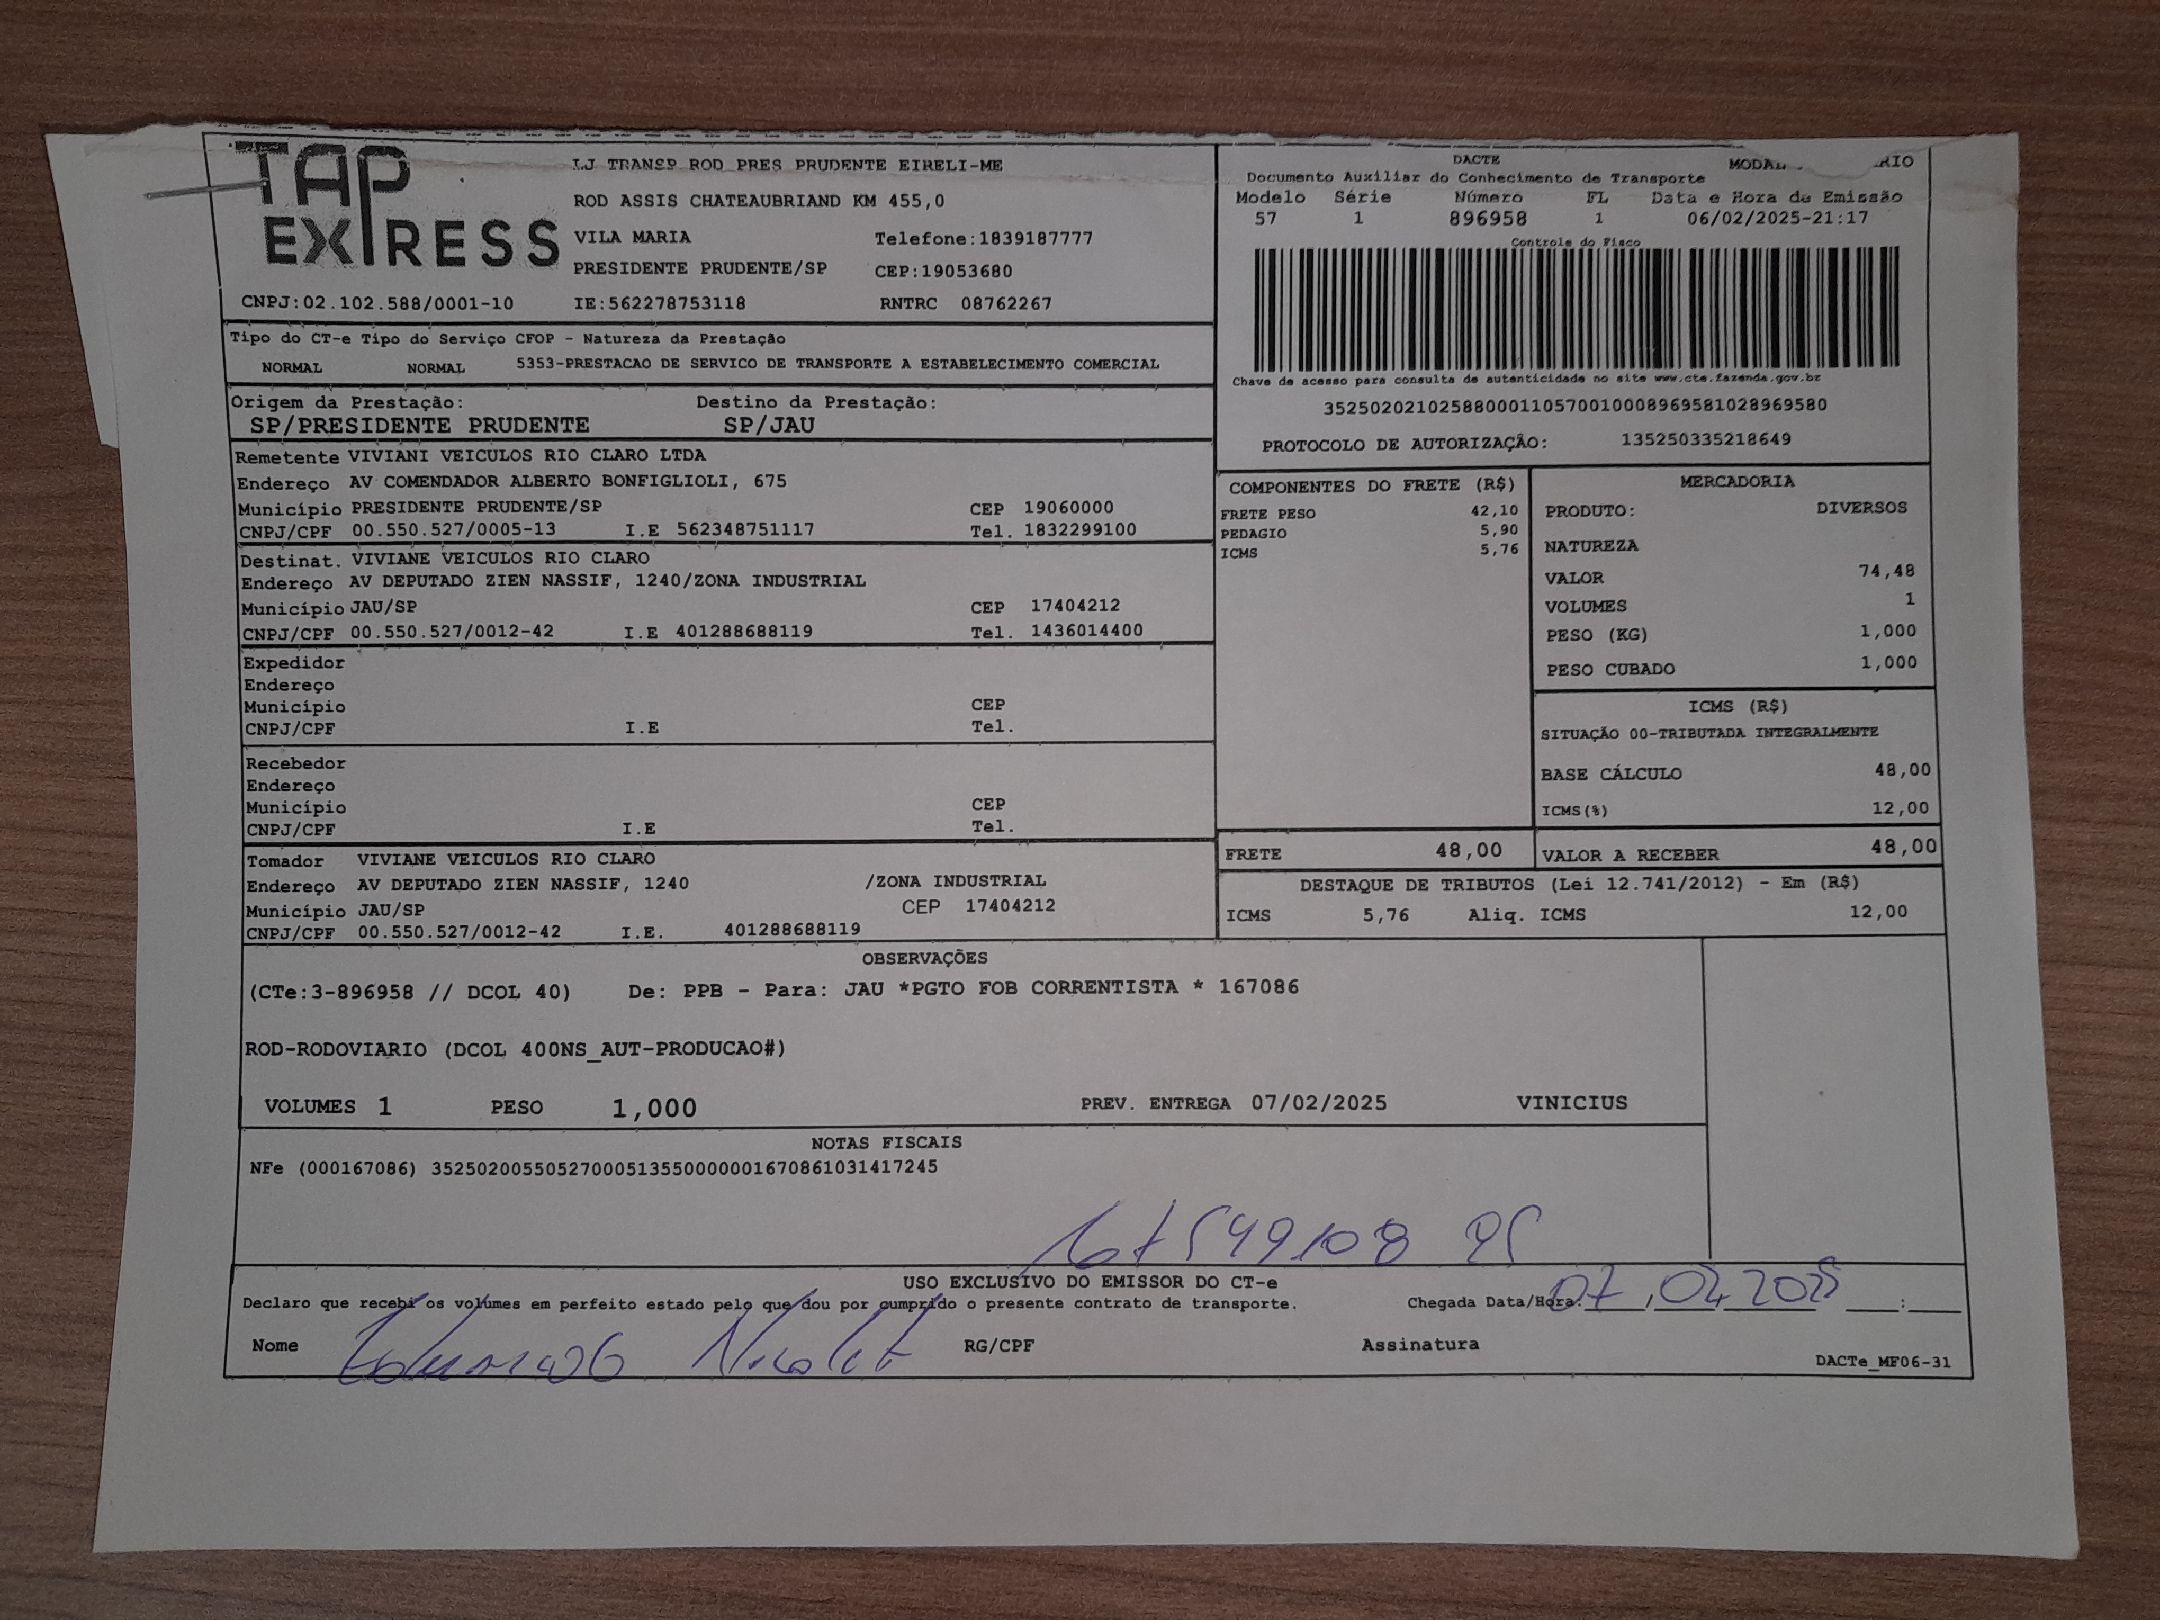 TAP EXPRESS
LJ TRANSP ROD PRES PRUDENTE EIRELI-ME
ROD ASSIS CHATEAUBRIAND KM 455,0
VILA MARIA Telefone:1839187777
PRESIDENTE PRUDENTE/SP CEP:19053680
CNPJ:02.102.588/0001-10 IE:562278753118 RNTRC 08762267
DACTE
Documento Auxiliar do Conhecimento de Transporte
Modelo Série Número FL Data e Hora de Emissão
57 1 896958 1 06/02/2025-21:17
Controle do Fisco
Chave de acesso para consulta de autenticidade no site www.cte.fazenda.gov.br
35250202102588000110570010008969581028969580
PROTOCOLO DE AUTORIZAÇÃO: 135250335218649
Tipo do CT-e Tipo do Serviço CFOP - Natureza da Prestação
NORMAL NORMAL 5353-PRESTACAO DE SERVICO DE TRANSPORTE A ESTABELECIMENTO COMERCIAL
Origem da Prestação: Destino da Prestação:
SP/PRESIDENTE PRUDENTE SP/JAU
Remetente VIVIANI VEICULOS RIO CLARO LTDA
Endereço AV COMENDADOR ALBERTO BONFIGLIOLI, 675
Município PRESIDENTE PRUDENTE/SP CEP 19060000
CNPJ/CPF 00.550.527/0005-13 I.E 562348751117 Tel. 1832299100
Destinat. VIVIANE VEICULOS RIO CLARO
Endereço AV DEPUTADO ZIEN NASSIF, 1240/ZONA INDUSTRIAL
Município JAU/SP CEP 17404212
CNPJ/CPF 00.550.527/0012-42 I.E 401288688119 Tel. 1436014400
Expedidor
Endereço
Município CEP
CNPJ/CPF I.E Tel.
Recebedor
Endereço
Município CEP
CNPJ/CPF I.E Tel.
Tomador VIVIANE VEICULOS RIO CLARO
Endereço AV DEPUTADO ZIEN NASSIF, 1240 /ZONA INDUSTRIAL
Município JAU/SP CEP 17404212
CNPJ/CPF 00.550.527/0012-42 I.E. 401288688119
COMPONENTES DO FRETE (R$)
FRETE PESO 42,10
PEDAGIO 5,90
ICMS 5,76
FRETE 48,00
MERCADORIA
PRODUTO: DIVERSOS
NATUREZA
VALOR 74,48
VOLUMES 1
PESO (KG) 1,000
PESO CUBADO 1,000
ICMS (R$)
SITUAÇÃO 00-TRIBUTADA INTEGRALMENTE
BASE CÁLCULO 48,00
ICMS(%) 12,00
VALOR A RECEBER 48,00
DESTAQUE DE TRIBUTOS (Lei 12.741/2012) - Em (R$)
ICMS 5,76 Aliq. ICMS 12,00
OBSERVAÇÕES
(CTe:3-896958 // DCOL 40) De: PPB - Para: JAU *PGTO FOB CORRENTISTA * 167086
ROD-RODOVIARIO (DCOL 400NS_AUT-PRODUCAO#)
VOLUMES 1 PESO 1,000 PREV. ENTREGA 07/02/2025 VINICIUS
NOTAS FISCAIS
NFe (000167086) 35250200550527000513550000001670861031417245
USO EXCLUSIVO DO EMISSOR DO CT-e
Declaro que recebi os volumes em perfeito estado pelo que dou por cumprido o presente contrato de transporte. Chegada Data/Hora: 07, 02, 2025 :
Nome RG/CPF Assinatura
DACTe_MF06-31